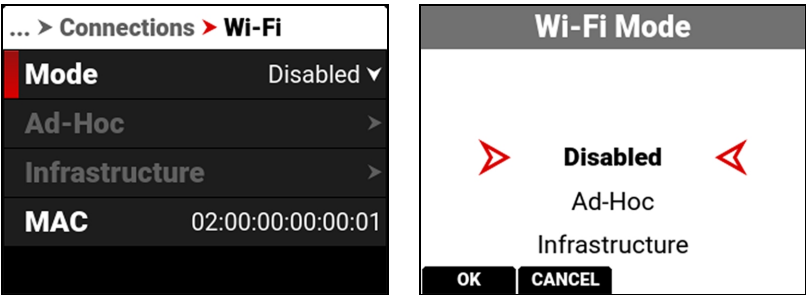 ... > Connections > Wi-Fi
Mode Disabled
Ad-Hoc >
Infrastructure >
MAC 02:00:00:00:00:01
Wi-Fi Mode
Disabled
Ad-Hoc
Infrastructure
OK CANCEL